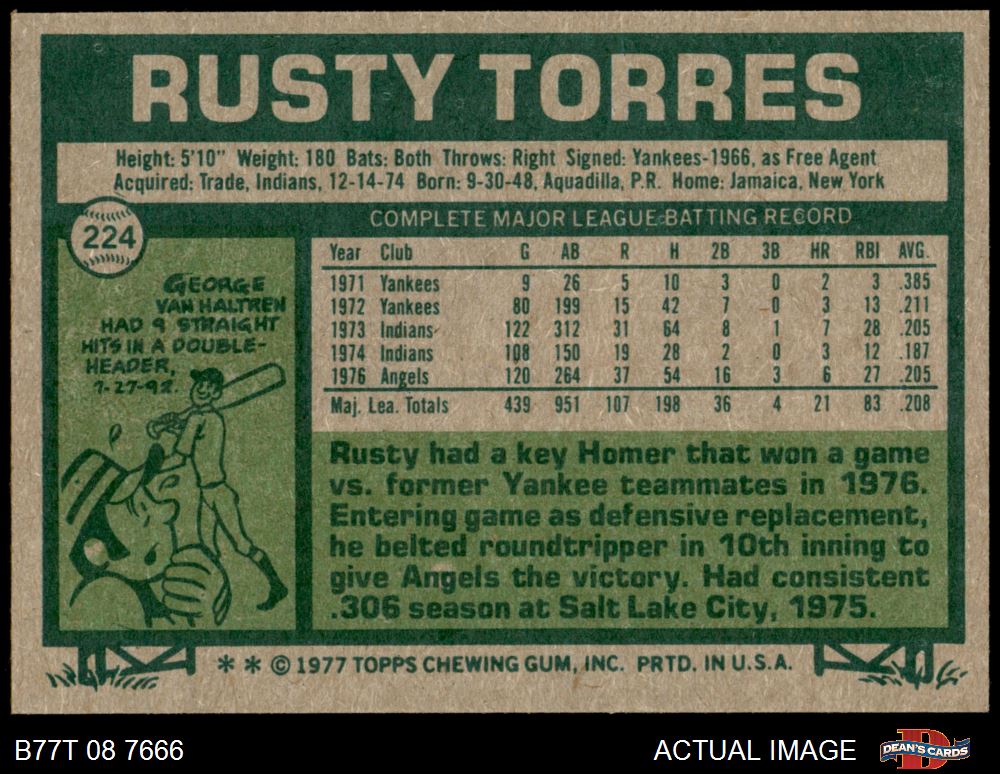 RUSTY TORRES
Height: 5'10" Weight: 180 Bats: Both Throws: Right Signed: Yankees-1966, as Free Agent
Acquired: Trade, Indians, 12-14-74 Born: 9-30-48, Aquadilla, P.R. Home: Jamaica, New York
224
COMPLETE MAJOR LEAGUE BATTING RECORD
Year Club G AB R H 2B 3B HR RBI AVG.
1971 Yankees 9 26 5 10 3 0 2 3 .385
1972 Yankees 80 199 15 42 7 0 3 13 .211
1973 Indians 122 312 31 64 8 1 7 28 .205
1974 Indians 108 150 19 28 2 0 3 12 .187
1976 Angels 120 264 37 54 16 3 6 27 .205
Maj. Lea. Totals 439 951 107 198 36 4 21 83 .208
GEORGE
VAN HALTREN
HAD 9 STRAIGHT
HITS IN A DOUBLE-
HEADER,
7-27-92.
Rusty had a key Homer that won a game
vs. former Yankee teammates in 1976.
Entering game as defensive replacement,
he belted roundtripper in 10th inning to
give Angels the victory. Had consistent
.306 season at Salt Lake City, 1975.
* * © 1977 TOPPS CHEWING GUM, INC. PRTD. IN U.S.A.
B77T 08 7666
ACTUAL IMAGE
DEAN'S CARDS